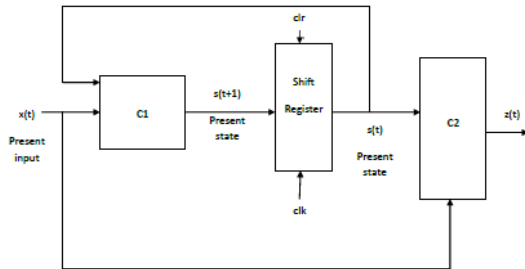 clr
s(t+1)
Present
state
C1
Shift
Register
C2
z(t)
x(t)
Present
input
s(t)
Present
state
clk